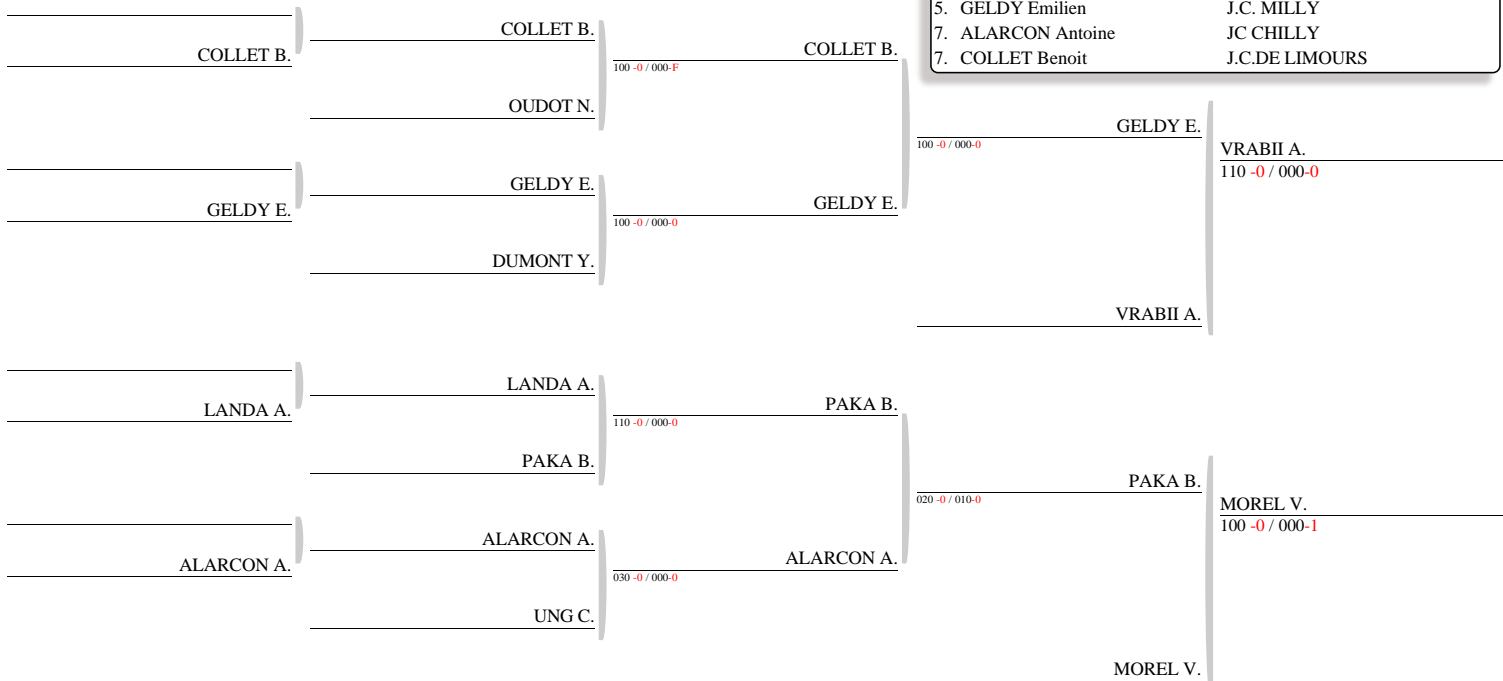 5. GELDY Emilien J.C. MILLY
7. ALARCON Antoine JC CHILLY
7. COLLET Benoit J.C.DE LIMOURS
COLLET B.
COLLET B.
100 -0 / 000-F
COLLET B.
OUDOT N.
GELDY E.
100 -0 / 000-0
VRABII A.
110 -0 / 000-0
GELDY E.
GELDY E.
100 -0 / 000-0
GELDY E.
DUMONT Y.
VRABII A.
LANDA A.
LANDA A.
110 -0 / 000-0
PAKA B.
PAKA B.
PAKA B.
020 -0 / 010-0
MOREL V.
100 -0 / 000-1
ALARCON A.
ALARCON A.
030 -0 / 000-0
ALARCON A.
UNG C.
MOREL V.